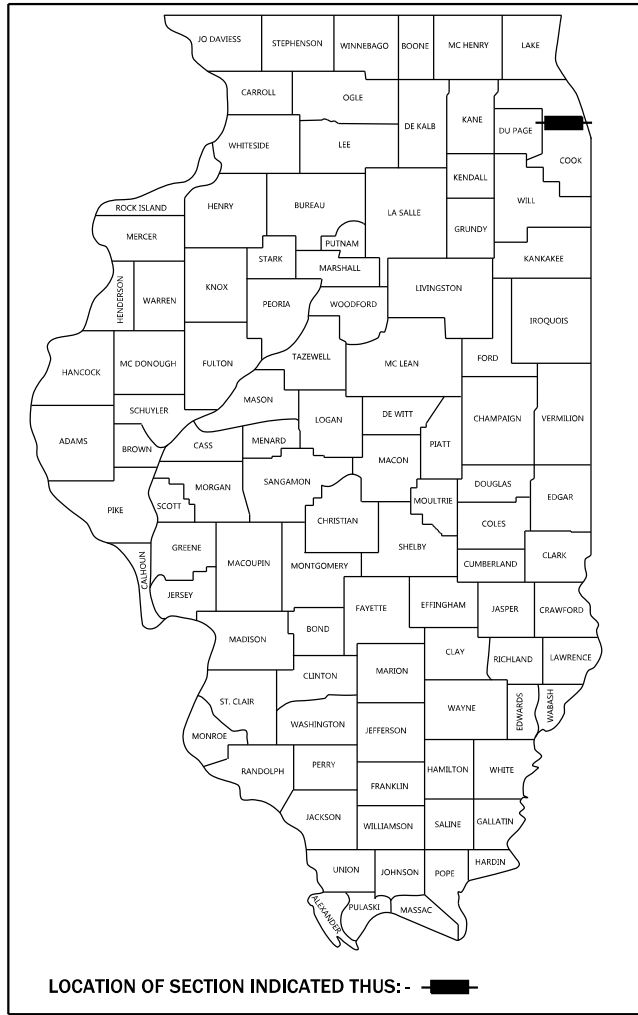 JO DAVIESS
STEPHENSON
WINNEBAGO
BOONE
MC HENRY
LAKE
CARROLL
OGLE
DE KALB
KANE
DU PAGE
COOK
WHITESIDE
LEE
KENDALL
WILL
ROCK ISLAND
HENRY
BUREAU
LA SALLE
GRUNDY
MERCER
PUTNAM
STARK
MARSHALL
KANKAKEE
HENDERSON
WARREN
KNOX
PEORIA
WOODFORD
LIVINGSTON
IROQUOIS
HANCOCK
MC DONOUGH
FULTON
TAZEWELL
MC LEAN
FORD
MASON
SCHUYLER
LOGAN
DE WITT
CHAMPAIGN
VERMILION
ADAMS
BROWN
CASS
MENARD
PIATT
MACON
MORGAN
SANGAMON
DOUGLAS
EDGAR
PIKE
SCOTT
CHRISTIAN
MOULTRIE
COLES
GREENE
MACOUPIN
MONTGOMERY
SHELBY
CUMBERLAND
CLARK
CALHOUN
JERSEY
FAYETTE
EFFINGHAM
JASPER
CRAWFORD
MADISON
BOND
CLAY
RICHLAND
LAWRENCE
CLINTON
MARION
ST. CLAIR
WASHINGTON
WAYNE
EDWARDS
WABASH
MONROE
JEFFERSON
RANDOLPH
PERRY
HAMILTON
WHITE
FRANKLIN
JACKSON
WILLIAMSON
SALINE
GALLATIN
UNION
JOHNSON
POPE
HARDIN
ALEXANDER
PULASKI
MASSAC
LOCATION OF SECTION INDICATED THUS: -